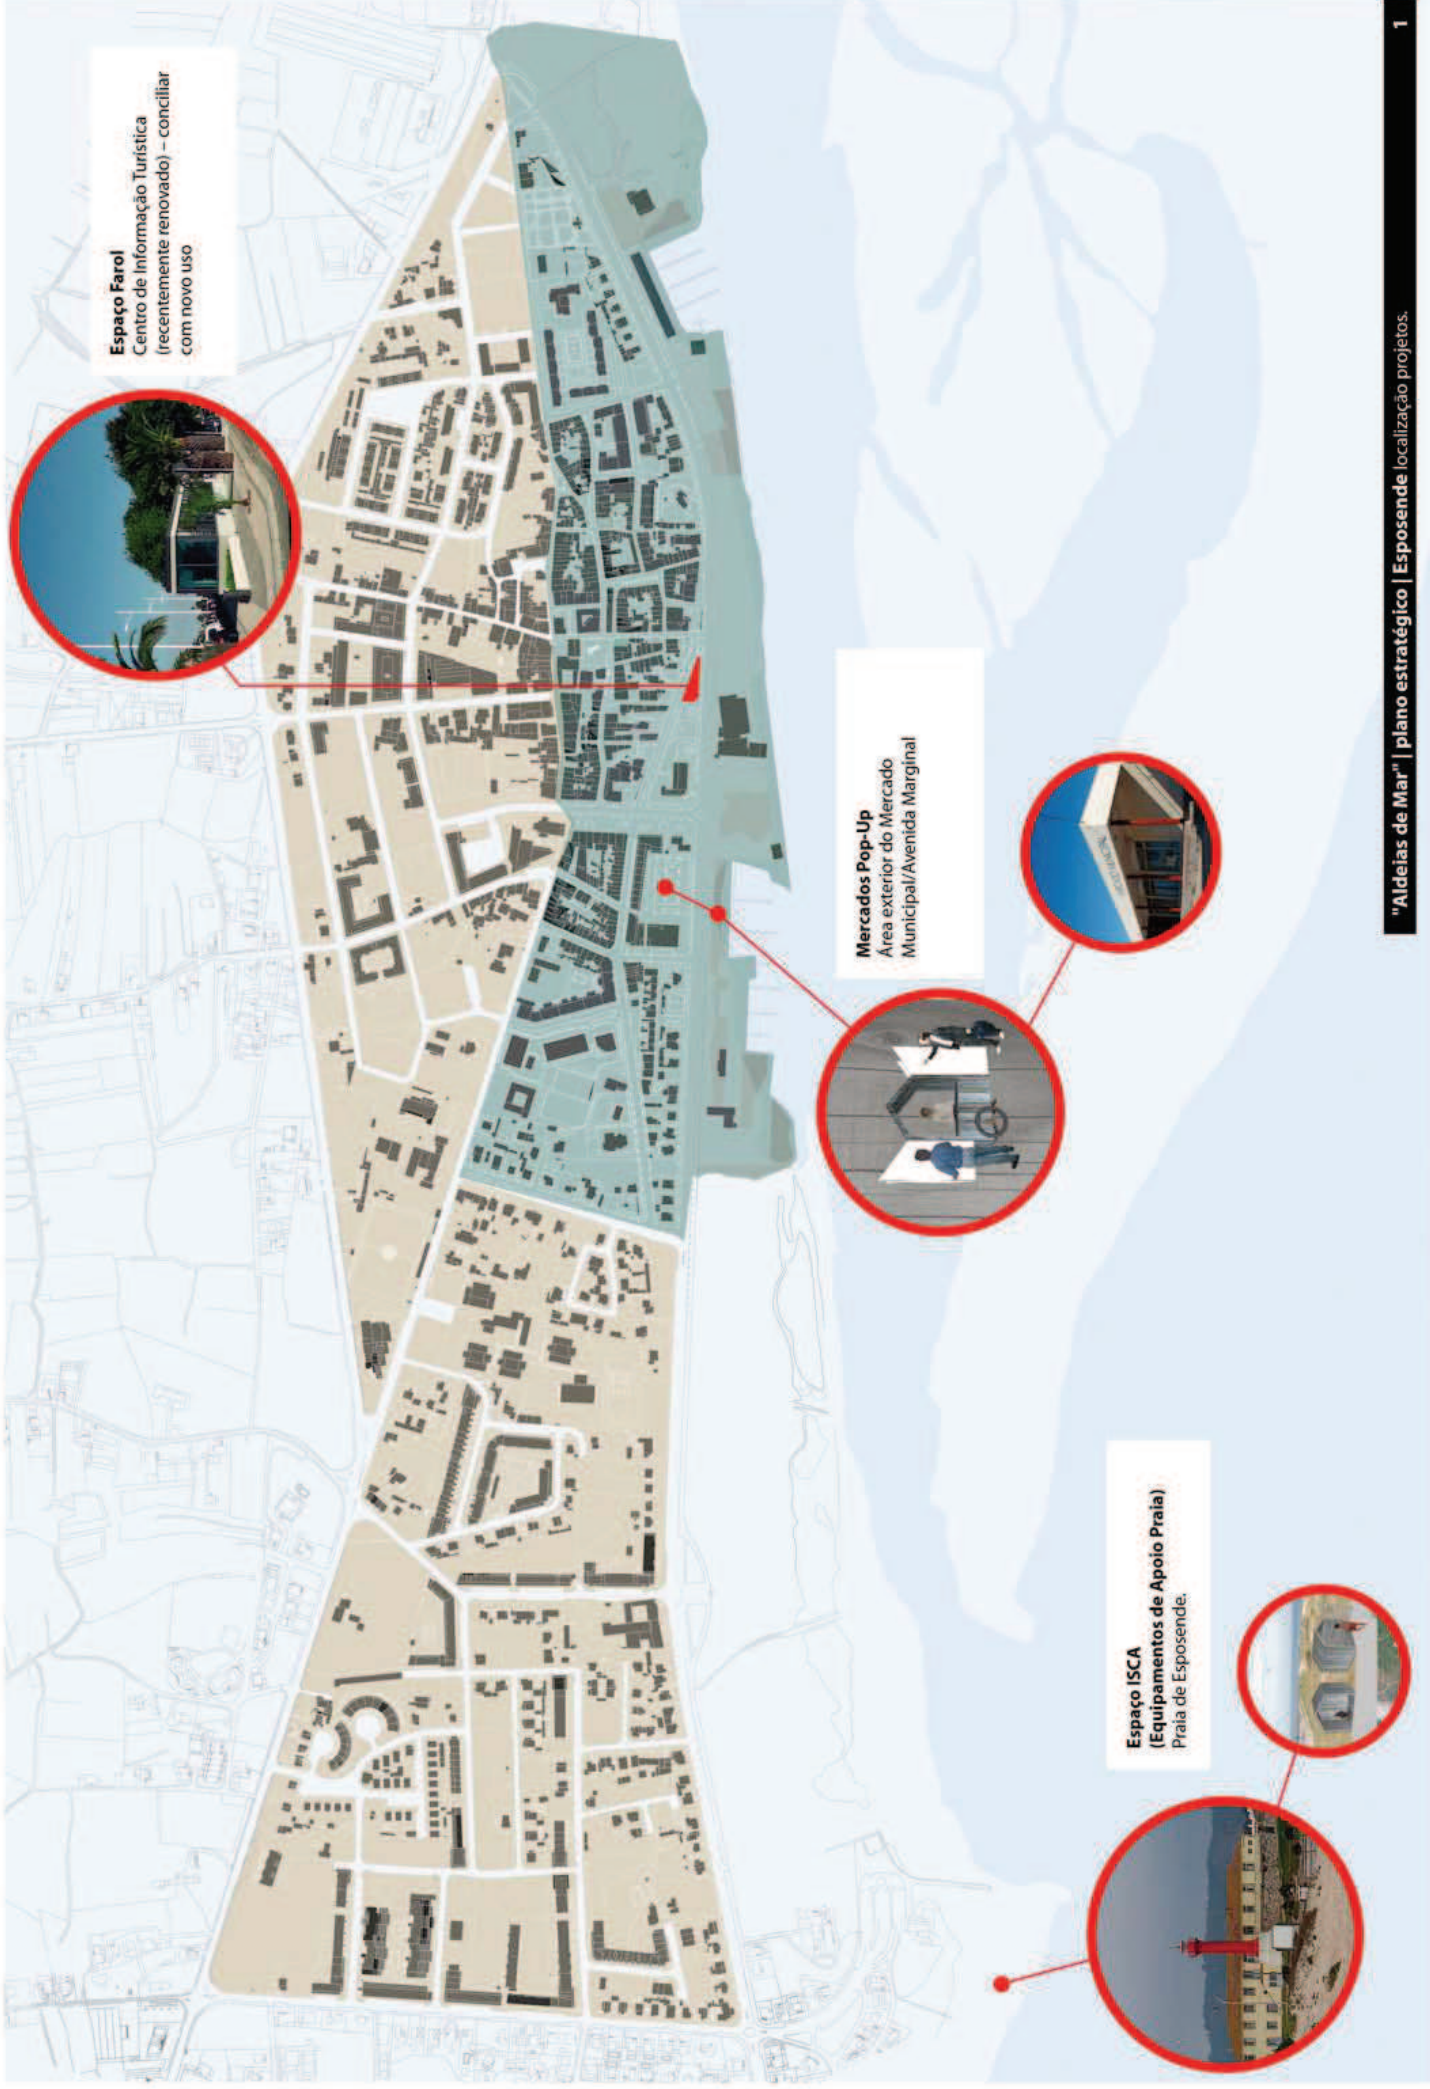 Espaço Farol
Centro de Informação Turística
(recentemente renovado) – conciliar
com novo uso
Mercados Pop-Up
Área exterior do Mercado
Municipal/Avenida Marginal
Espaço ISCA
(Equipamentos de Apoio Praia)
Praia de Esposende.
"Aldeias de Mar" | plano estratégico | Esposende localização projetos. 1